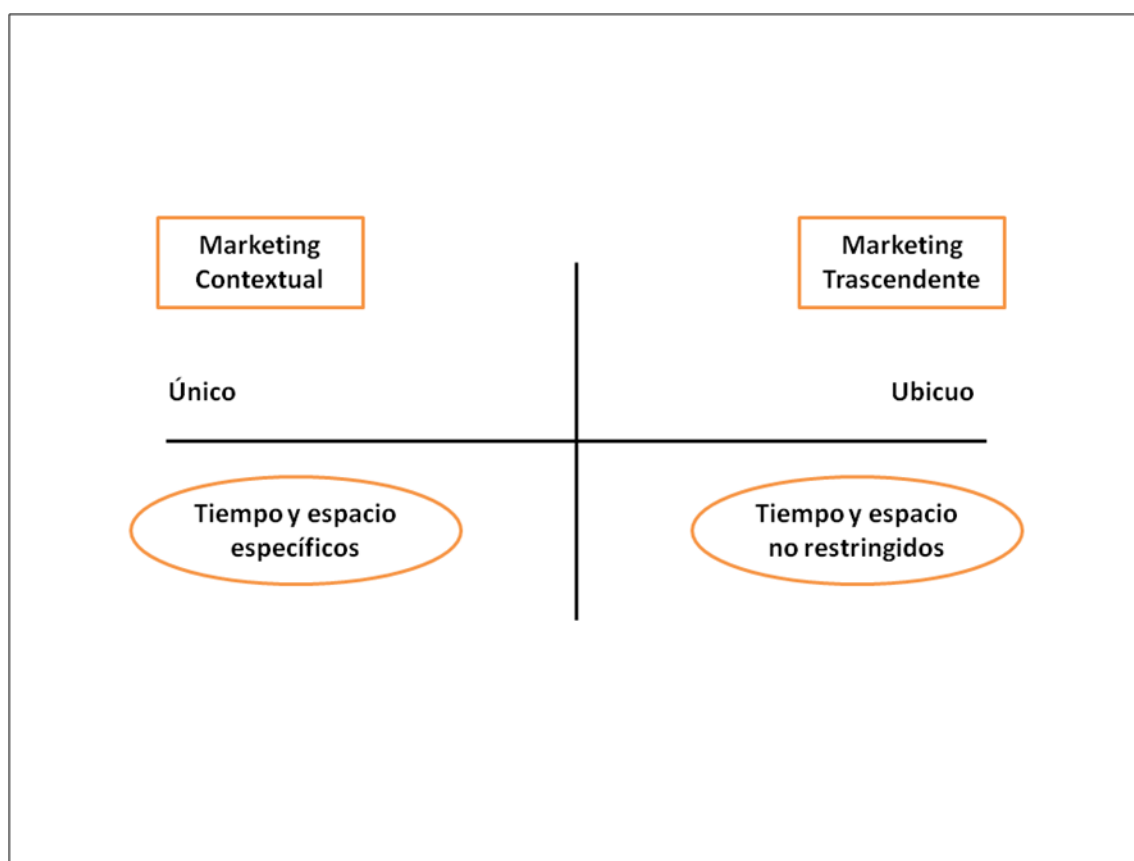 Marketing
Contextual
Marketing
Trascendente
Único
Ubicuo
Tiempo y espacio
específicos
Tiempo y espacio
no restringidos